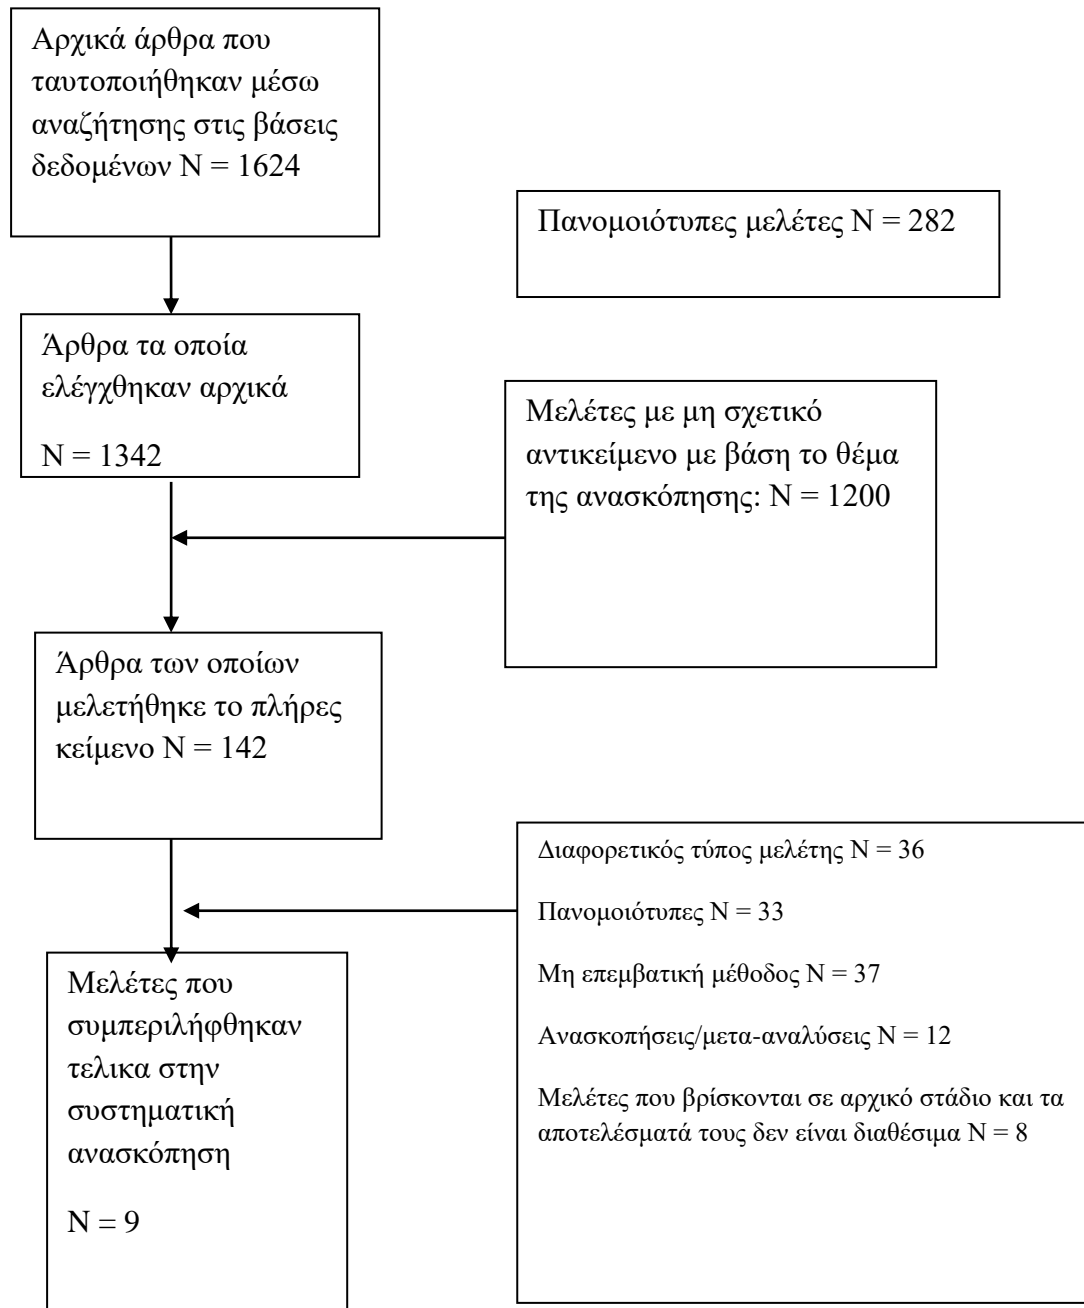 Αρχικά άρθρα που
ταυτοποιήθηκαν μέσω
αναζήτησης στις βάσεις
δεδομένων N = 1624
Πανομοιότυπες μελέτες N = 282
Άρθρα τα οποία
ελέγχθηκαν αρχικά
N = 1342
Μελέτες με μη σχετικό
αντικείμενο με βάση το θέμα
της ανασκόπησης: N = 1200
Άρθρα των οποίων
μελετήθηκε το πλήρες
κείμενο N = 142
Διαφορετικός τύπος μελέτης N = 36
Πανομοιότυπες N = 33
Μη επεμβατική μέθοδος N = 37
Ανασκοπήσεις/μετα-αναλύσεις N = 12
Μελέτες που βρίσκονται σε αρχικό στάδιο και τα
αποτελέσματά τους δεν είναι διαθέσιμα N = 8
Μελέτες που
συμπεριλήφθηκαν
τελικα στην
συστηματική
ανασκόπηση
N = 9